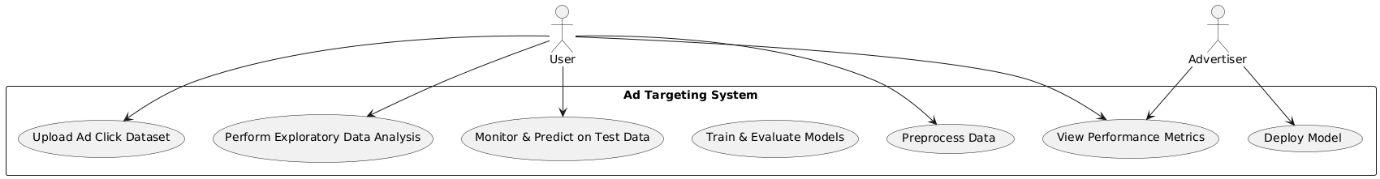 User
Advertiser
Ad Targeting System
Upload Ad Click Dataset
Perform Exploratory Data Analysis
Monitor & Predict on Test Data
Train & Evaluate Models
Preprocess Data
View Performance Metrics
Deploy Model